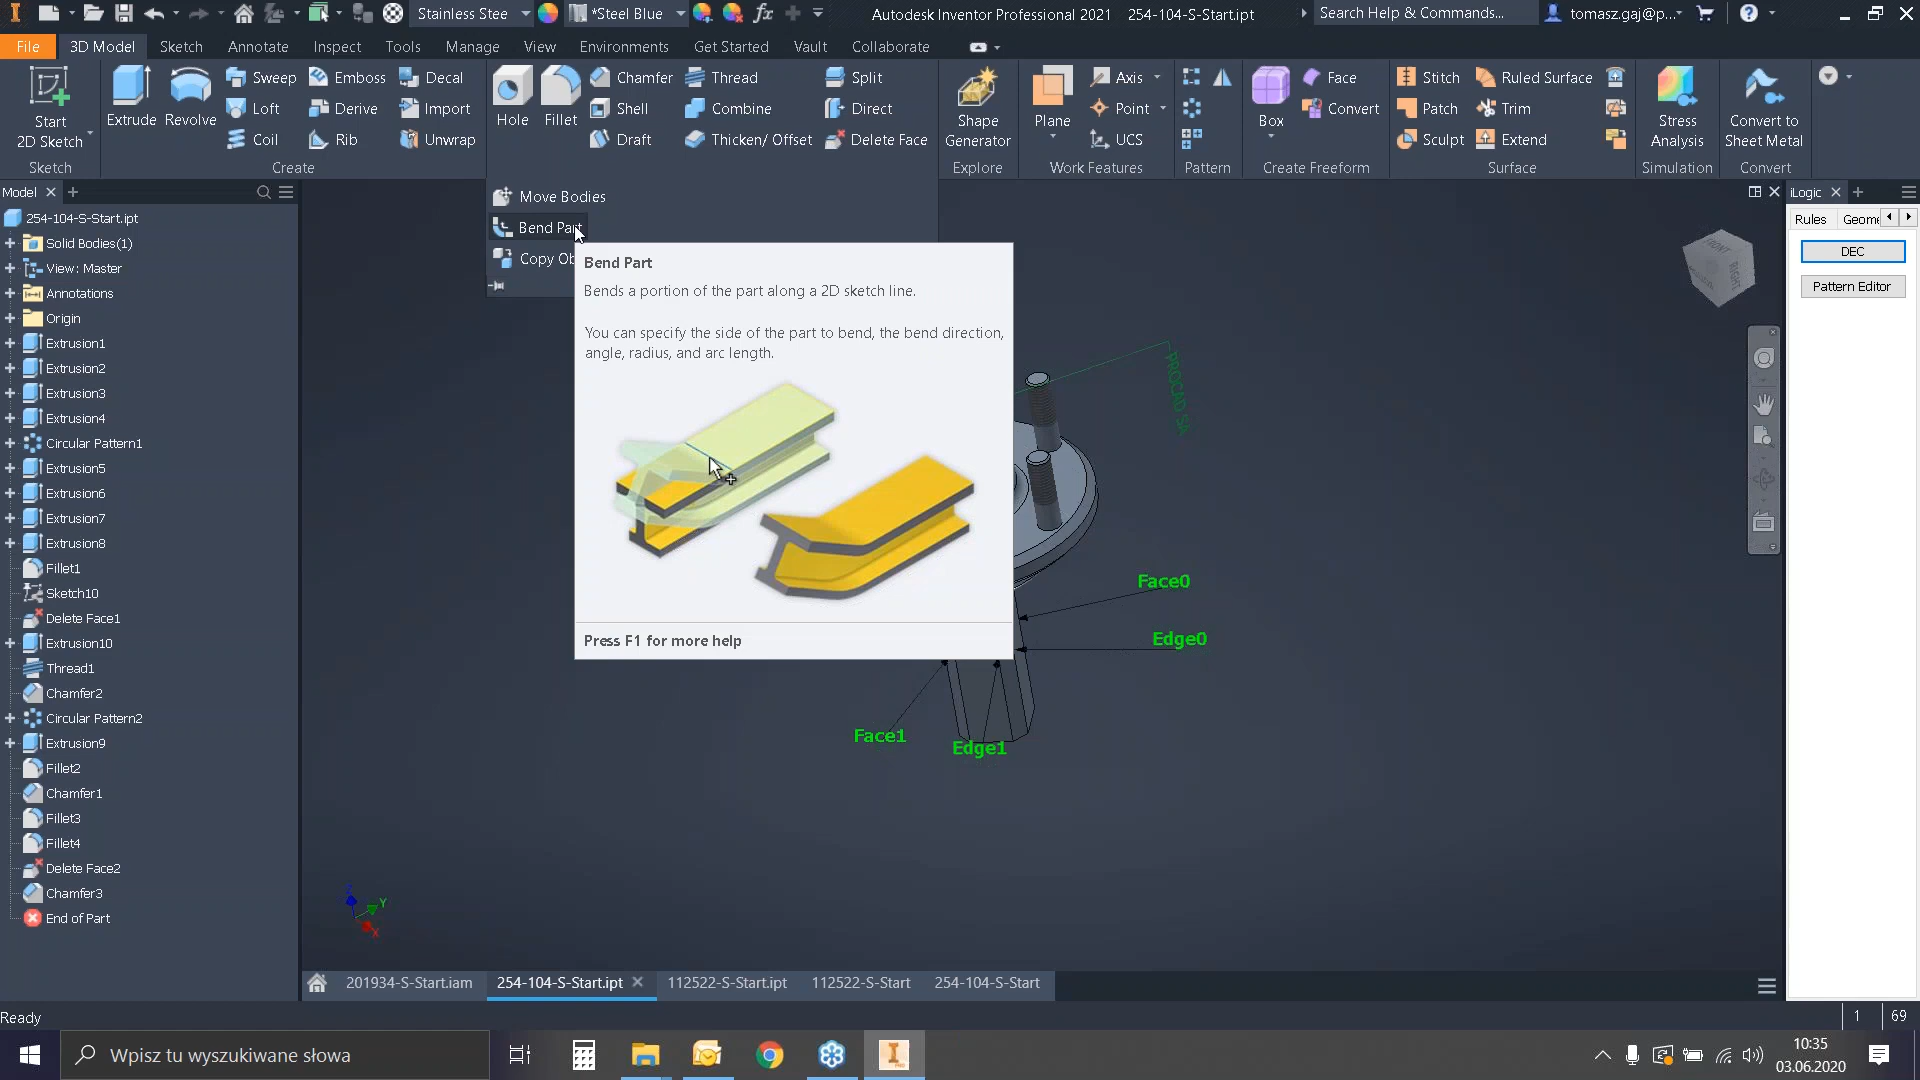 Stainless Stee
*Steel Blue
Autodesk Inventor Professional 2021 254-104-S-Start.ipt
Search Help & Commands...
tomasz.gaj@p...
File
3D Model
Sketch
Annotate
Inspect
Tools
Manage
View
Environments
Get Started
Vault
Collaborate
Start
2D Sketch
Sketch
Extrude
Revolve
Sweep
Loft
Coil
Emboss
Derive
Rib
Decal
Import
Unwrap
Create
Hole
Fillet
Chamfer
Shell
Draft
Thread
Combine
Thicken/ Offset
Split
Direct
Delete Face
Move Bodies
Bend Part
Copy Ob
Shape
Generator
Explore
Plane
Axis
Point
UCS
Work Features
Pattern
Box
Face
Convert
Create Freeform
Stitch
Patch
Sculpt
Ruled Surface
Trim
Extend
Surface
Stress
Analysis
Simulation
Convert to
Sheet Metal
Convert
Model
254-104-S-Start.ipt
Solid Bodies(1)
View: Master
Annotations
Origin
Extrusion1
Extrusion2
Extrusion3
Extrusion4
Circular Pattern1
Extrusion5
Extrusion6
Extrusion7
Extrusion8
Fillet1
Sketch10
Delete Face1
Extrusion10
Thread1
Chamfer2
Circular Pattern2
Extrusion9
Fillet2
Chamfer1
Fillet3
Fillet4
Delete Face2
Chamfer3
End of Part
Bend Part
Bends a portion of the part along a 2D sketch line.
You can specify the side of the part to bend, the bend direction,
angle, radius, and arc length.
Press F1 for more help
FRONT
RIGHT
PROCAD SA
Face0
Edge0
Face1
Edge1
Z
Y
X
iLogic
Rules
Geome
DEC
Pattern Editor
201934-S-Start.iam
254-104-S-Start.ipt
112522-S-Start.ipt
112522-S-Start
254-104-S-Start
Ready
1
69
Wpisz tu wyszukiwane słowa
10:35
03.06.2020